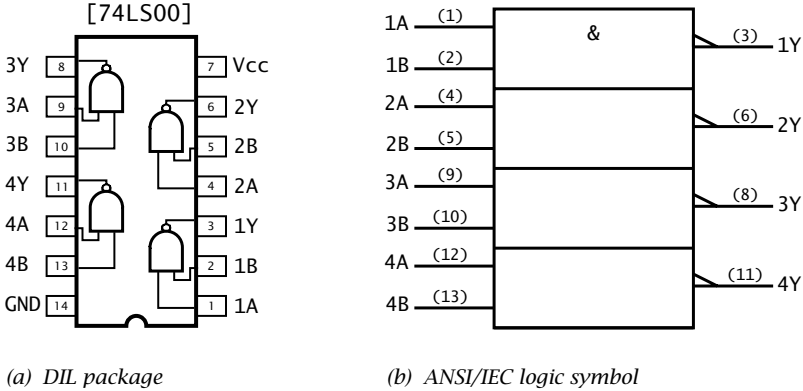 [74LS00]
3Y 8 7 Vcc
3A 9 6 2Y
3B 10 5 2B
4Y 11 4 2A
4A 12 3 1Y
4B 13 2 1B
GND 14 1 1A
(a) DIL package
&
1A (1)
1B (2)
(3) 1Y
2A (4)
2B (5)
(6) 2Y
3A (9)
3B (10)
(8) 3Y
4A (12)
4B (13)
(11) 4Y
(b) ANSI/IEC logic symbol